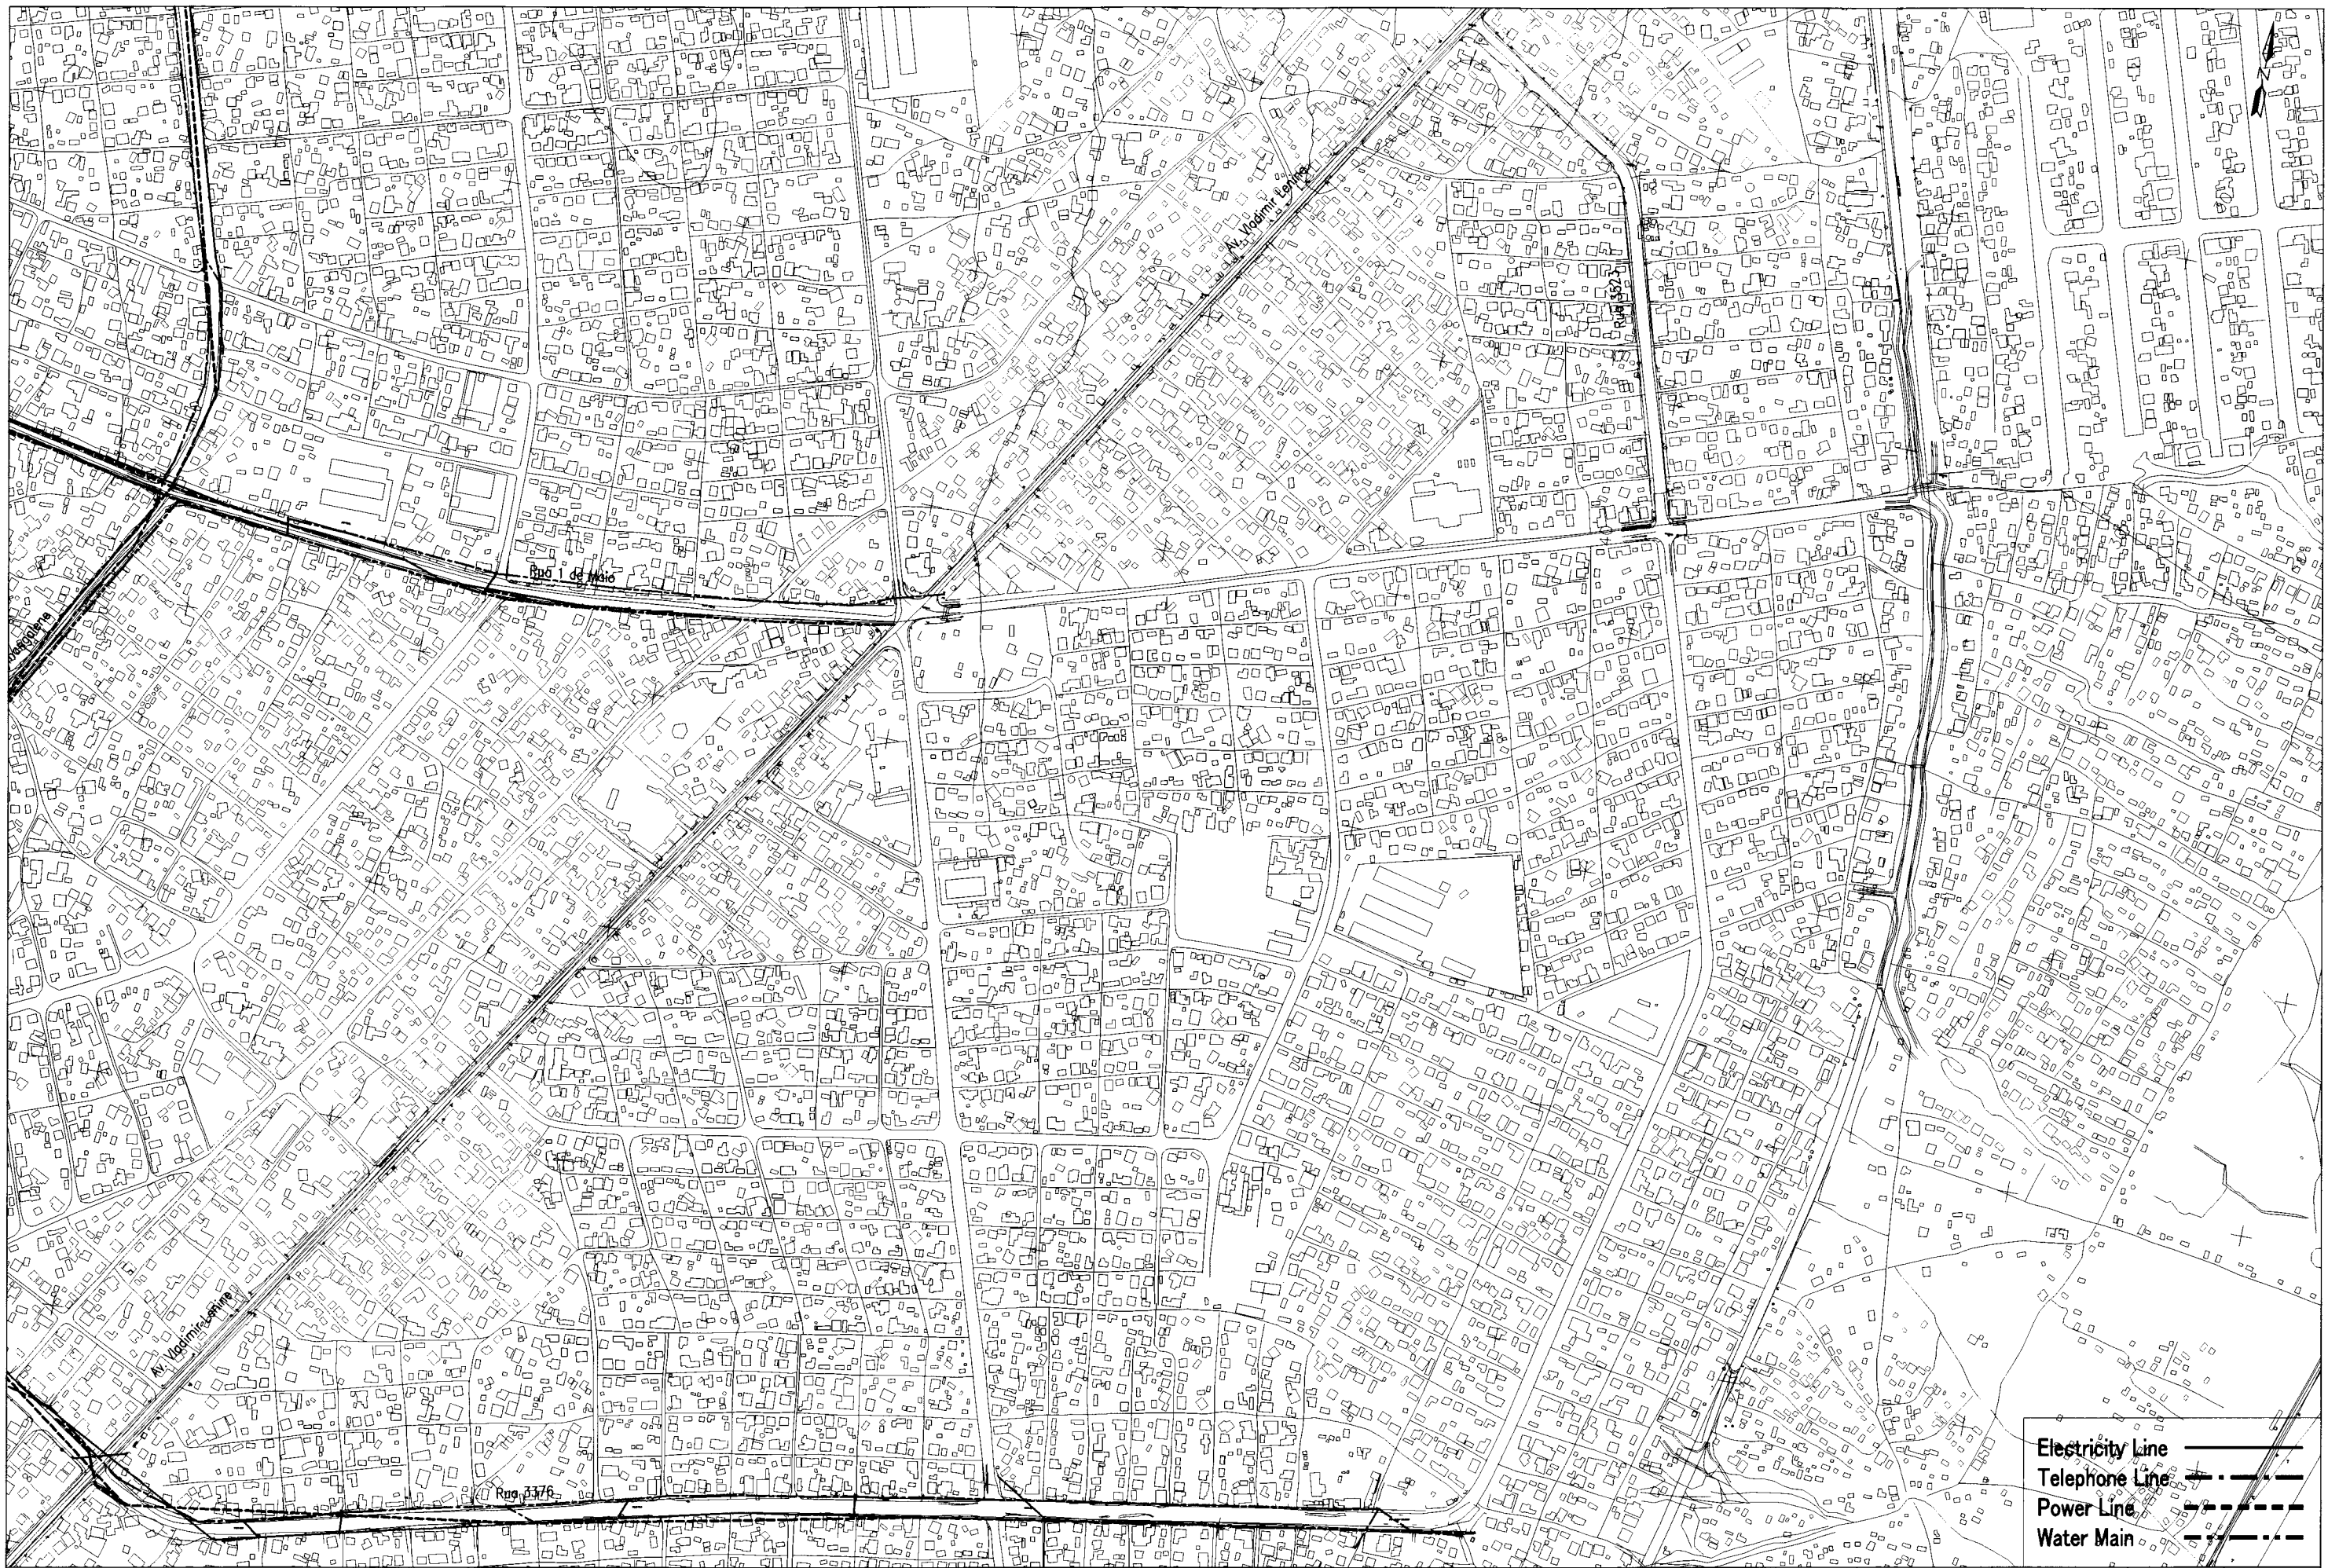 N
Av. Vladimir Lenine
Rua 3523
Rua 1 de Maio
Av. Vladimir Lenine
Rua 3376
Electricity Line
Telephone Line
Power Line
Water Main